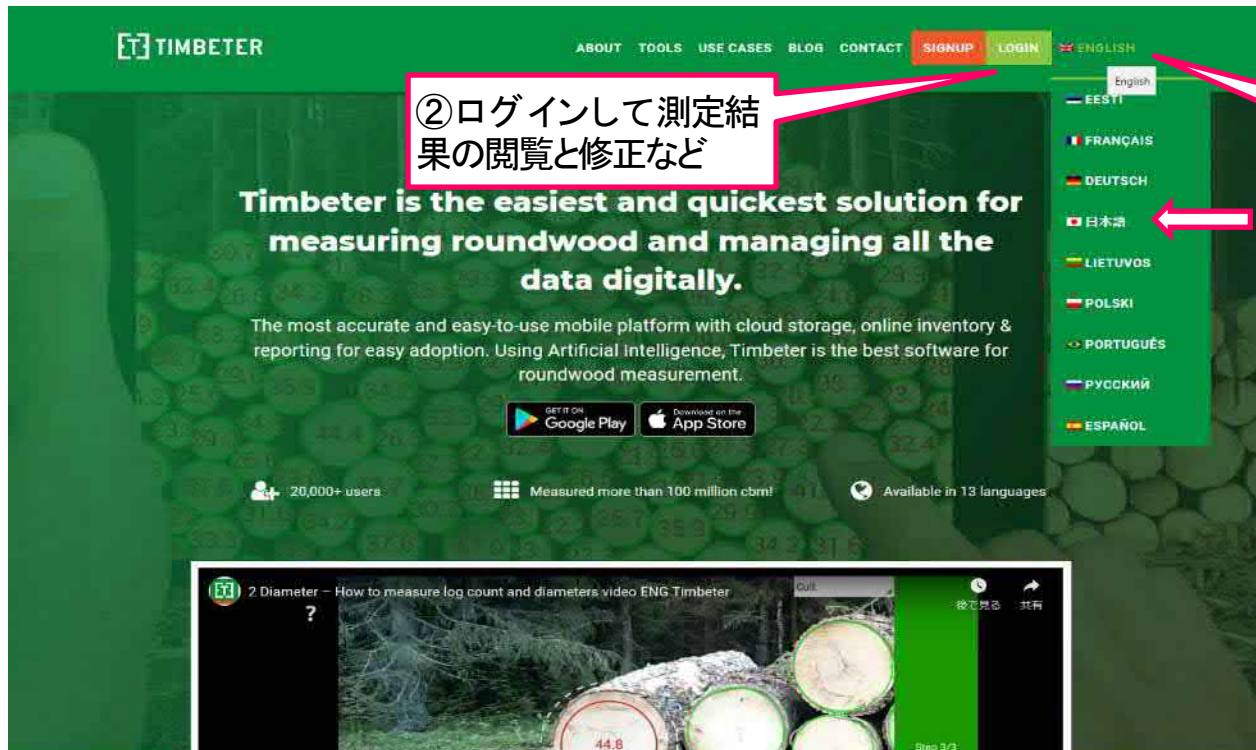 [T] TIMBETER
ABOUT TOOLS USE CASES BLOG CONTACT SIGNUP LOGIN ENGLISH
English
②ログインして測定結
果の閲覧と修正など
EESTI
FRANÇAIS
DEUTSCH
日本語
LIETUVOS
POLSKI
PORTUGUÊS
РУССКИЙ
ESPAÑOL
Timbeter is the easiest and quickest solution for
measuring roundwood and managing all the
data digitally.
The most accurate and easy-to-use mobile platform with cloud storage, online inventory &
reporting for easy adoption. Using Artificial Intelligence, Timbeter is the best software for
roundwood measurement.
GET IT ON
Google Play
Download on the
App Store
20,000+ users
Measured more than 100 million cbm!
Available in 13 languages
2 Diameter – How to measure log count and diameters video ENG Timbeter
?
Cull:
後で見る 共有
44.8
Step 3/3